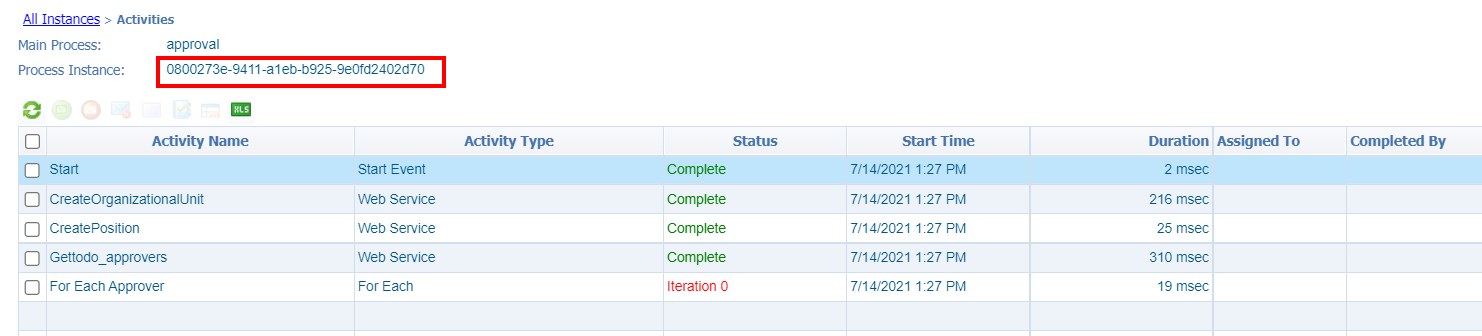 All Instances > Activities
Main Process: approval
Process Instance: 0800273e-9411-a1eb-b925-9e0fd2402d70
XLS
Activity Name Activity Type Status Start Time Duration Assigned To Completed By
Start Start Event Complete 7/14/2021 1:27 PM 2 msec
CreateOrganizationalUnit Web Service Complete 7/14/2021 1:27 PM 216 msec
CreatePosition Web Service Complete 7/14/2021 1:27 PM 25 msec
Gettodo_approvers Web Service Complete 7/14/2021 1:27 PM 310 msec
For Each Approver For Each Iteration 0 7/14/2021 1:27 PM 19 msec